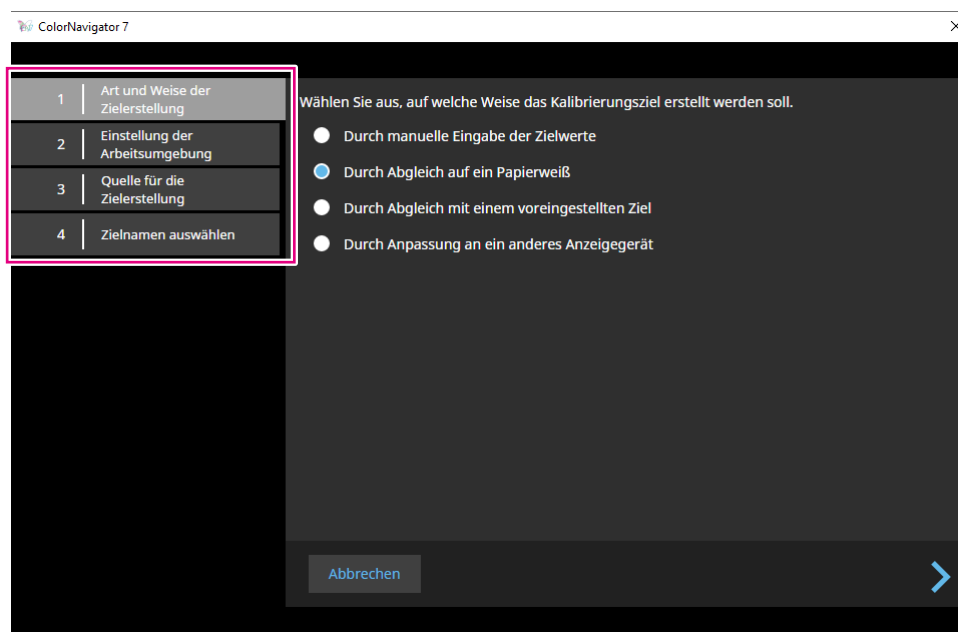 ColorNavigator 7
1
Art und Weise der
Zielerstellung
2
Einstellung der
Arbeitsumgebung
3
Quelle für die
Zielerstellung
4
Zielnamen auswählen
Wählen Sie aus, auf welche Weise das Kalibrierungsziel erstellt werden soll.
Durch manuelle Eingabe der Zielwerte
Durch Abgleich auf ein Papierweiß
Durch Abgleich mit einem voreingestellten Ziel
Durch Anpassung an ein anderes Anzeigegerät
Abbrechen